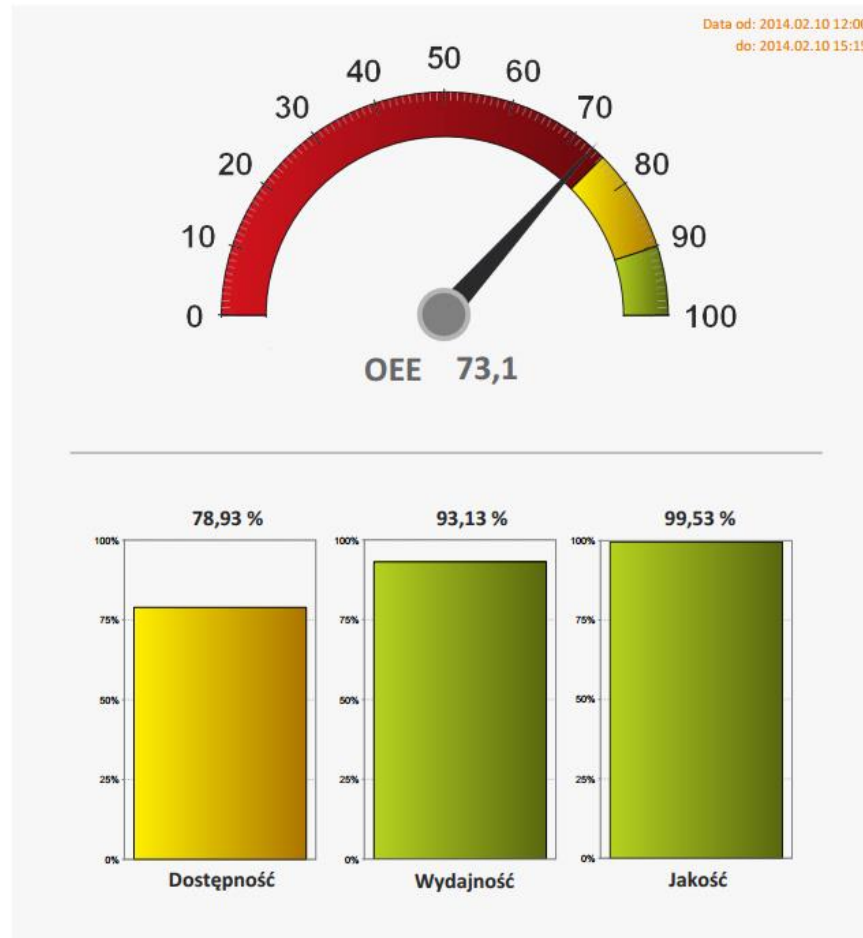 Data od: 2014.02.10 12:06
do: 2014.02.10 15:15
50
40 60
30 70
20 80
10 90
0 100
OEE 73,1
78,93 % 93,13 % 99,53 %
100% 100% 100%
75% 75% 75%
50% 50% 50%
25% 25% 25%
0% 0% 0%
Dostępność Wydajność Jakość